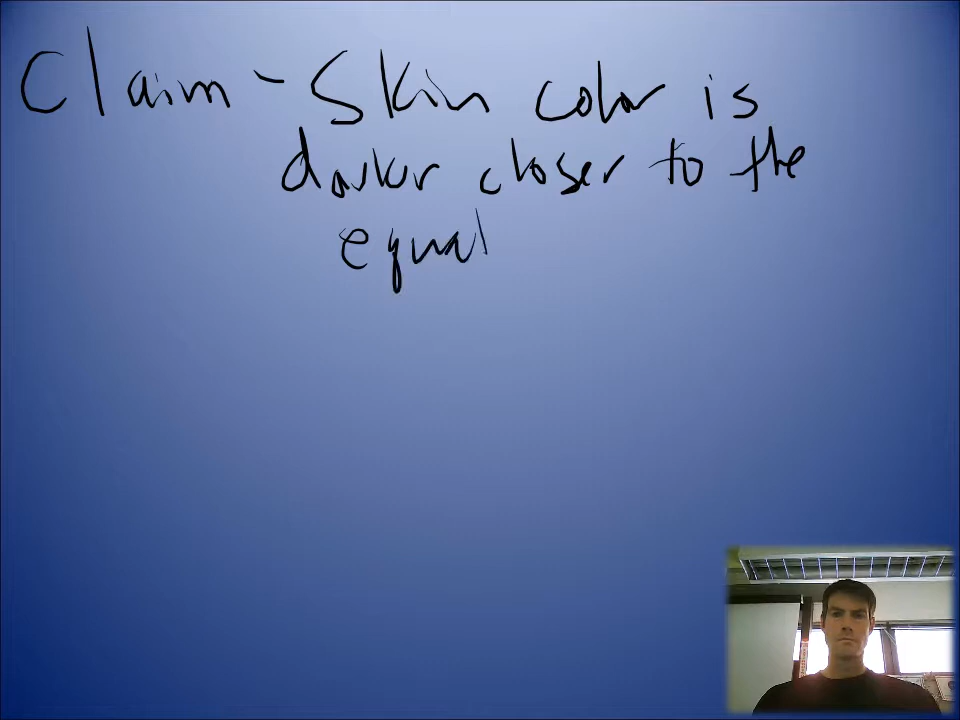 Claim - Skin color is
darker closer to the
equal